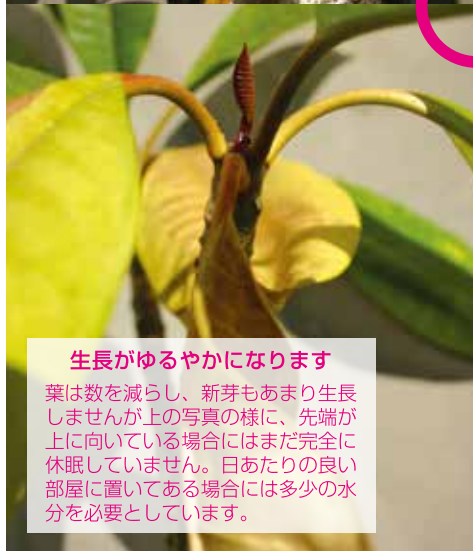 生長がゆるやかになります
葉は数を減らし、新芽もあまり生長
しませんが上の写真の様に、先端が
上に向いている場合にはまだ完全に
休眠していません。日あたりの良い
部屋に置いてある場合には多少の水
分を必要としています。